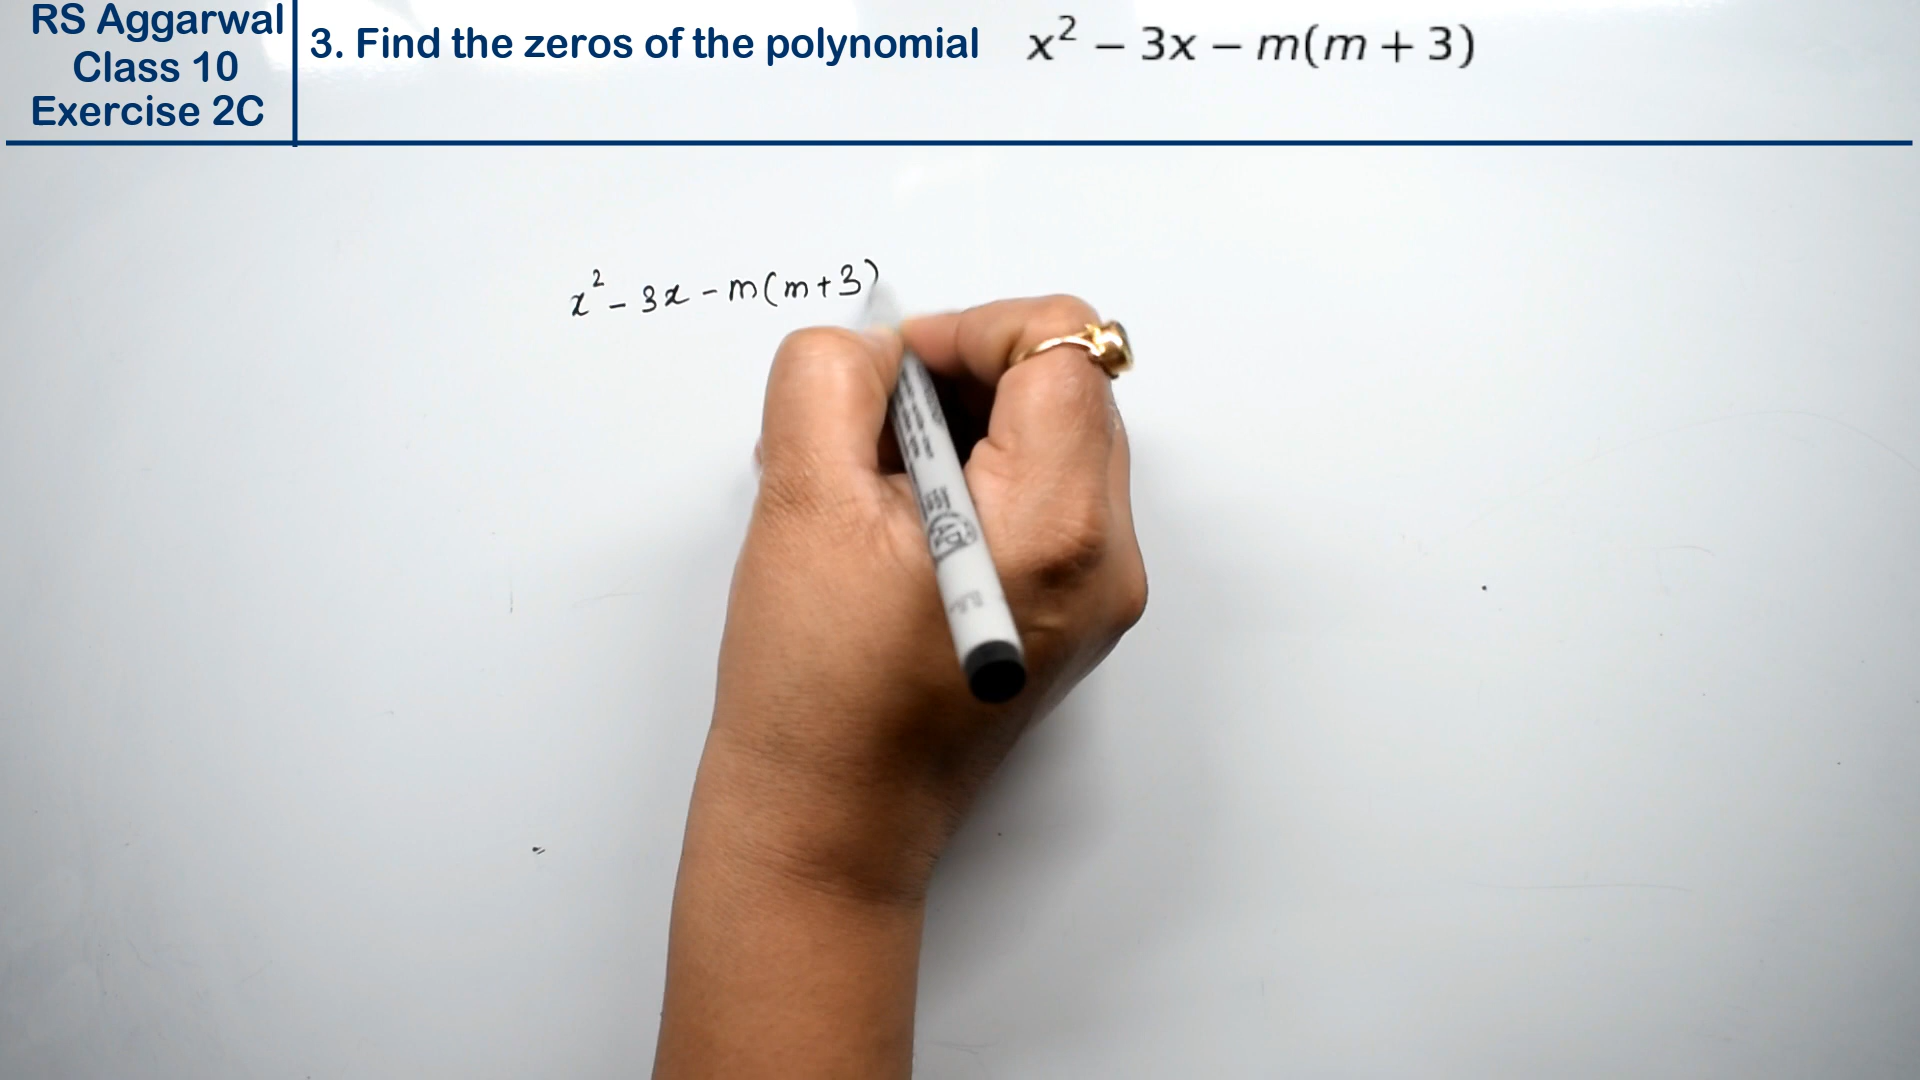 RS Aggarwal
Class 10
Exercise 2C
3. Find the zeros of the polynomial x² − 3x − m(m + 3)
x² - 3x - m(m+3)